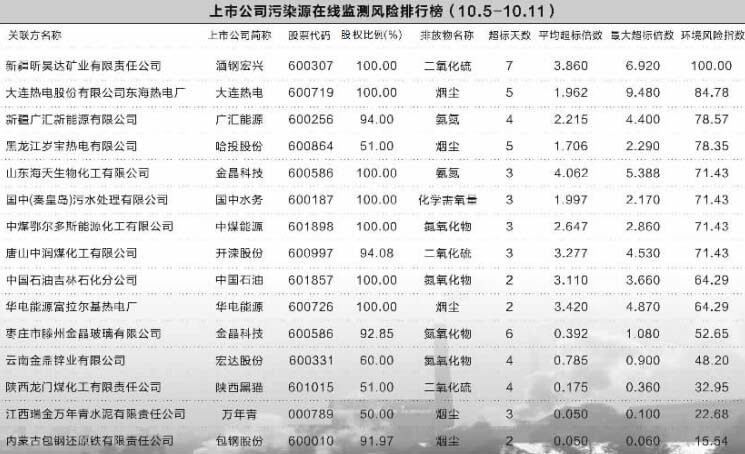 上市公司污染源在线监测风险排行榜（10.5-10.11）
关联方名称 上市公司简称 股票代码 股权比例(%) 排放物名称 超标天数 平均超标倍数 最大超标倍数 环境风险指数
新疆昕昊达矿业有限责任公司 酒钢宏兴 600307 100.00 二氧化硫 7 3.860 6.920 100.00
大连热电股份有限公司东海热电厂 大连热电 600719 100.00 烟尘 5 1.962 9.480 84.78
新疆广汇新能源有限公司 广汇能源 600256 94.00 氨氮 4 2.215 4.400 78.57
黑龙江岁宝热电有限公司 哈投股份 600864 51.00 烟尘 5 1.706 2.290 78.35
山东海天生物化工有限公司 金晶科技 600586 100.00 氨氮 3 4.062 5.388 71.43
国中(秦皇岛)污水处理有限公司 国中水务 600187 100.00 化学需氧量 3 1.997 2.170 71.43
中煤鄂尔多斯能源化工有限公司 中煤能源 601898 100.00 氮氧化物 3 2.647 2.860 71.43
唐山中润煤化工有限公司 开滦股份 600997 94.08 二氧化硫 3 3.277 4.530 71.43
中国石油吉林石化分公司 中国石油 601857 100.00 氮氧化物 2 3.110 3.660 64.29
华电能源富拉尔基热电厂 华电能源 600726 100.00 烟尘 2 3.420 4.870 64.29
枣庄市滕州金晶玻璃有限公司 金晶科技 600586 92.85 氮氧化物 6 0.392 1.080 52.65
云南金鼎锌业有限公司 宏达股份 600331 60.00 氮氧化物 4 0.785 0.900 48.20
陕西龙门煤化工有限责任公司 陕西黑猫 601015 51.00 二氧化硫 4 0.175 0.360 32.95
江西瑞金万年青水泥有限责任公司 万年青 000789 50.00 烟尘 3 0.050 0.100 22.68
内蒙古包钢还原铁有限责任公司 包钢股份 600010 91.97 烟尘 2 0.050 0.060 15.54